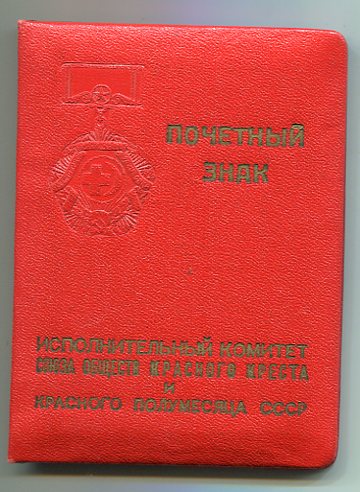 ПОЧЕТНЫЙ
ЗНАК
ИСПОЛНИТЕЛЬНЫЙ КОМИТЕТ
СОЮЗА ОБЩЕСТВ КРАСНОГО КРЕСТА
И
КРАСНОГО ПОЛУМЕСЯЦА СССР